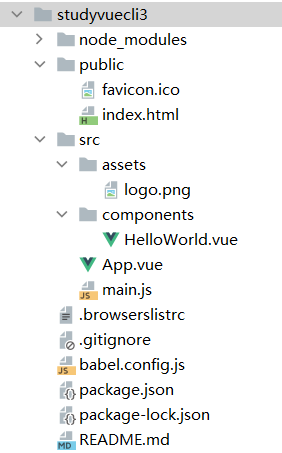 studyvuecli3
node_modules
public
favicon.ico
index.html
src
assets
logo.png
components
HelloWorld.vue
App.vue
main.js
.browserslistrc
.gitignore
babel.config.js
package.json
package-lock.json
README.md